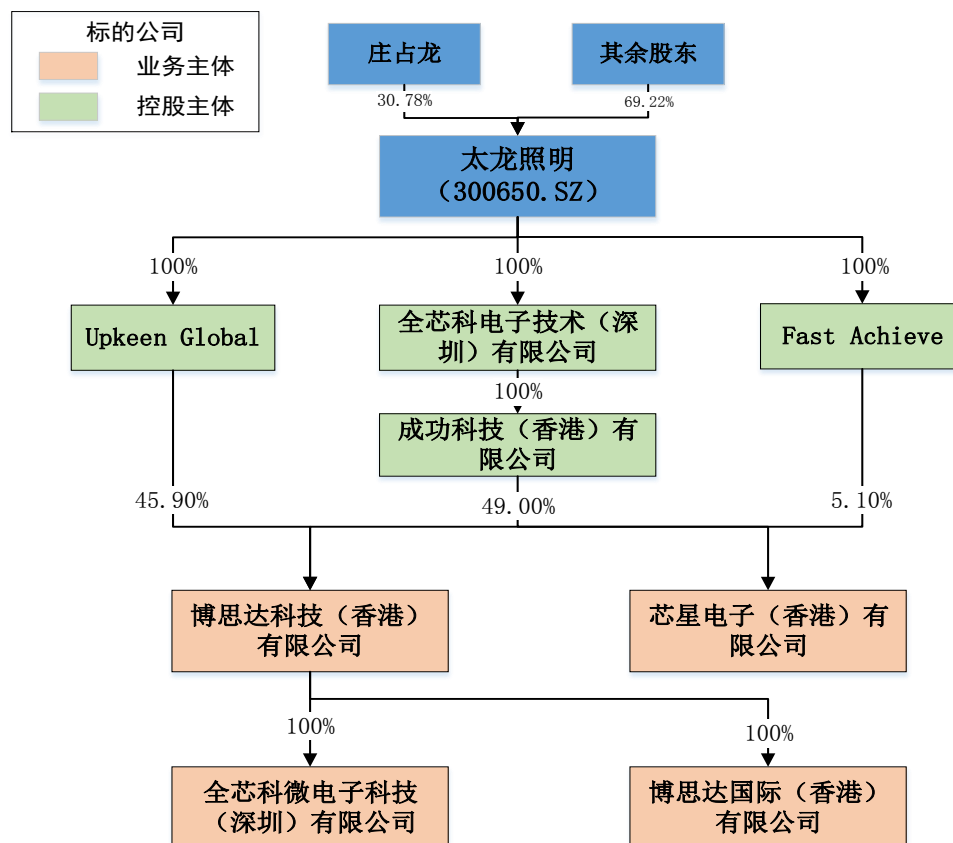 标的公司
业务主体
控股主体
庄占龙
其余股东
30.78%
69.22%
太龙照明
（300650.SZ）
100%
100%
100%
Upkeen Global
全芯科电子技术（深
圳）有限公司
Fast Achieve
100%
成功科技（香港）有
限公司
45.90%
49.00%
5.10%
博思达科技（香港）
有限公司
芯星电子（香港）有
限公司
100%
100%
全芯科微电子科技
（深圳）有限公司
博思达国际（香港）
有限公司